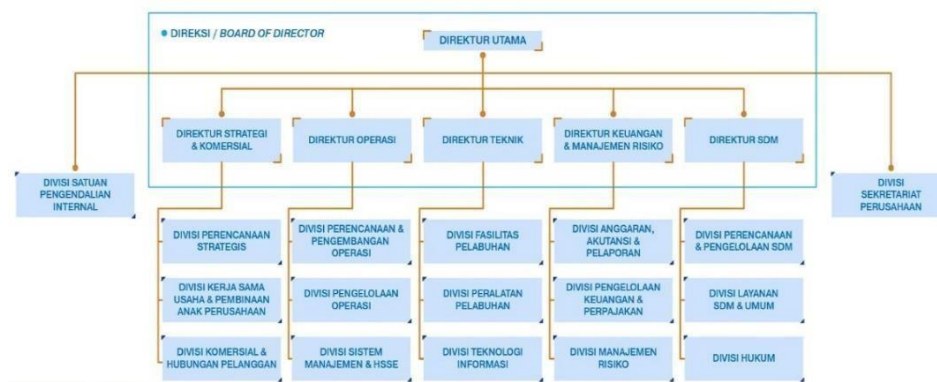 DIREKSI / BOARD OF DIRECTOR
DIREKTUR UTAMA
DIREKTUR STRATEGI
& KOMERSIAL
DIREKTUR OPERASI
DIREKTUR TEKNIK
DIREKTUR KEUANGAN
& MANAJEMEN RISIKO
DIREKTUR SDM
DIVISI SATUAN
PENGENDALIAN
INTERNAL
DIVISI
SEKRETARIAT
PERUSAHAAN
DIVISI PERENCANAAN
STRATEGIS
DIVISI PERENCANAAN &
PENGEMBANGAN
OPERASI
DIVISI FASILITAS
PELABUHAN
DIVISI ANGGARAN,
AKUTANSI &
PELAPORAN
DIVISI PERENCANAAN
& PENGELOLAAN SDM
DIVISI KERJA SAMA
USAHA & PEMBINAAN
ANAK PERUSAHAAN
DIVISI PENGELOLAAN
OPERASI
DIVISI PERALATAN
PELABUHAN
DIVISI PENGELOLAAN
KEUANGAN &
PERPAJAKAN
DIVISI LAYANAN
SDM & UMUM
DIVISI KOMERSIAL &
HUBUNGAN PELANGGAN
DIVISI SISTEM
MANAJEMEN & HSSE
DIVISI TEKNOLOGI
INFORMASI
DIVISI MANAJEMEN
RISIKO
DIVISI HUKUM